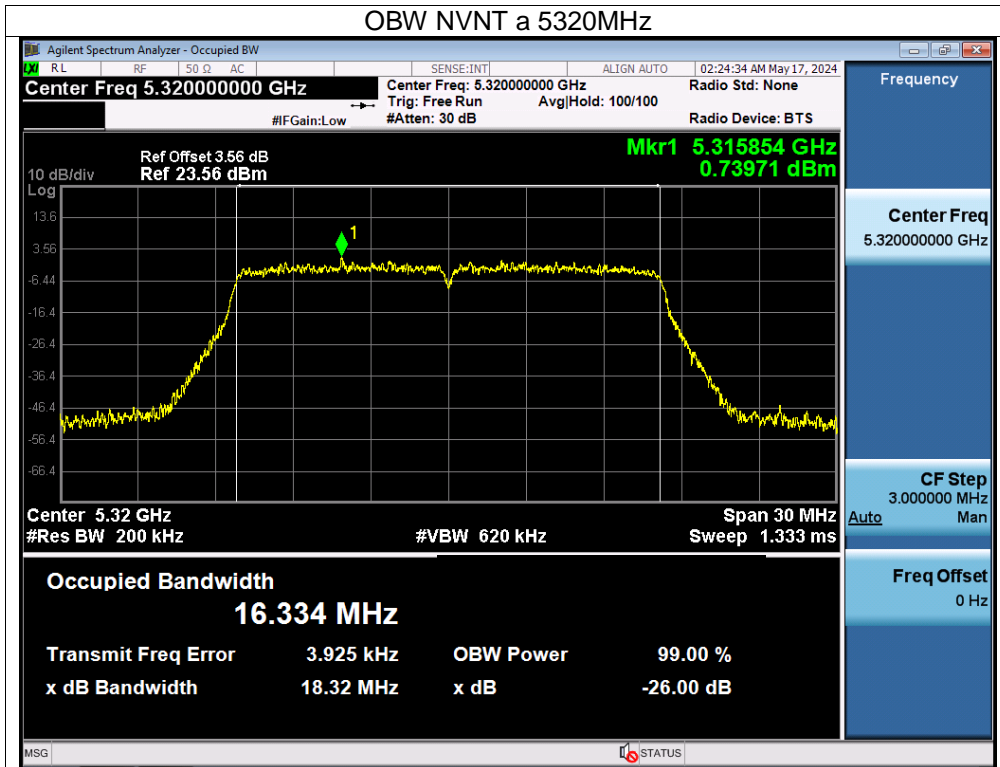 OBW NVNT a 5320MHz
Agilent Spectrum Analyzer - Occupied BW
LXI RL RF 50 Ω AC SENSE:INT ALIGN AUTO 02:24:34 AM May 17, 2024
Center Freq 5.320000000 GHz
Center Freq: 5.320000000 GHz Radio Std: None
Trig: Free Run Avg|Hold: 100/100
#IFGain:Low #Atten: 30 dB Radio Device: BTS
Frequency
Mkr1 5.315854 GHz
0.73971 dBm
Ref Offset 3.56 dB
10 dB/div Ref 23.56 dBm
Log
13.6
3.56
-6.44
-16.4
-26.4
-36.4
-46.4
-56.4
-66.4
1
Center Freq
5.320000000 GHz
Center 5.32 GHz Span 30 MHz
#Res BW 200 kHz #VBW 620 kHz Sweep 1.333 ms
CF Step
3.000000 MHz
Auto Man
Occupied Bandwidth
16.334 MHz
Freq Offset
0 Hz
Transmit Freq Error 3.925 kHz OBW Power 99.00 %
x dB Bandwidth 18.32 MHz x dB -26.00 dB
MSG STATUS